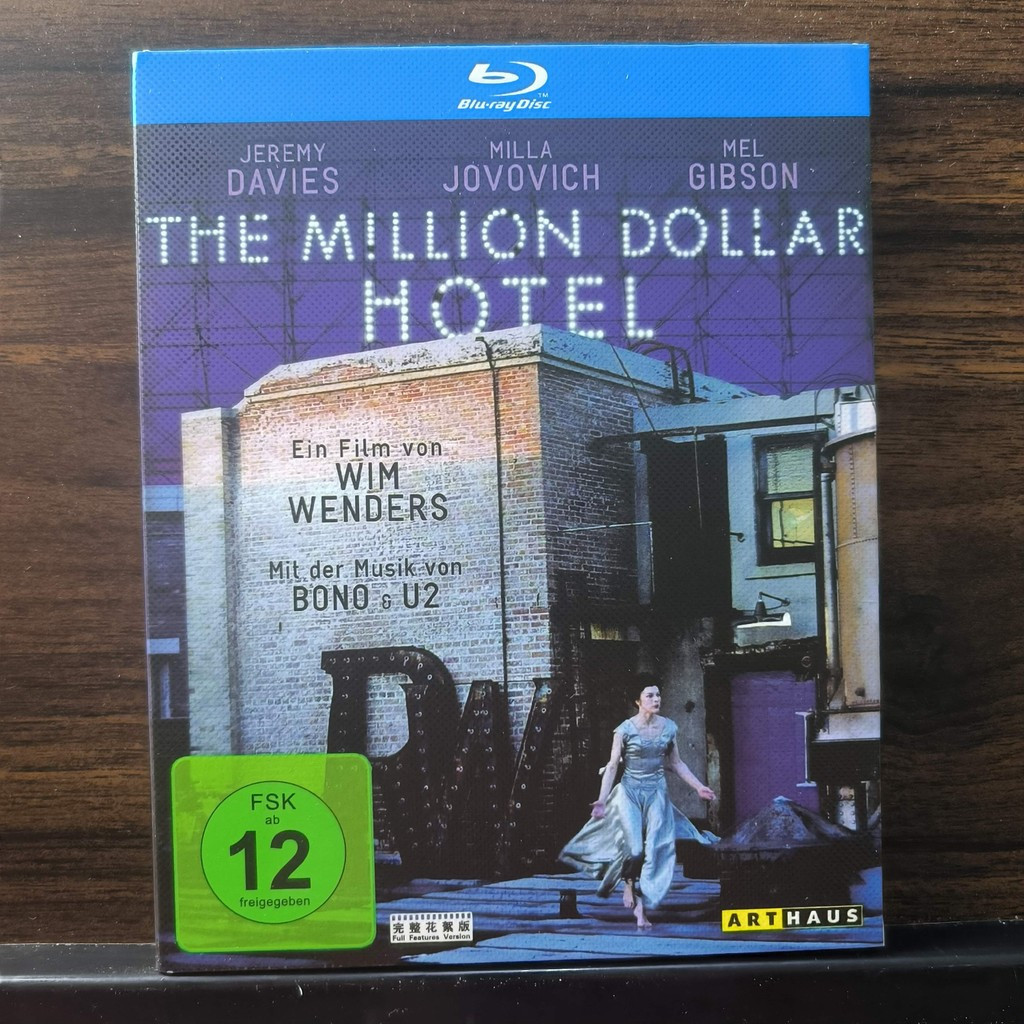 Blu-ray Disc™
JEREMY
DAVIES
MILLA
JOVOVICH
MEL
GIBSON
THE MILLION DOLLAR
HOTEL
Ein Film von
WIM
WENDERS
Mit der Musik von
BONO & U2
FSK
ab
12
freigegeben
完整花絮版
Full Features Version
ARTHAUS